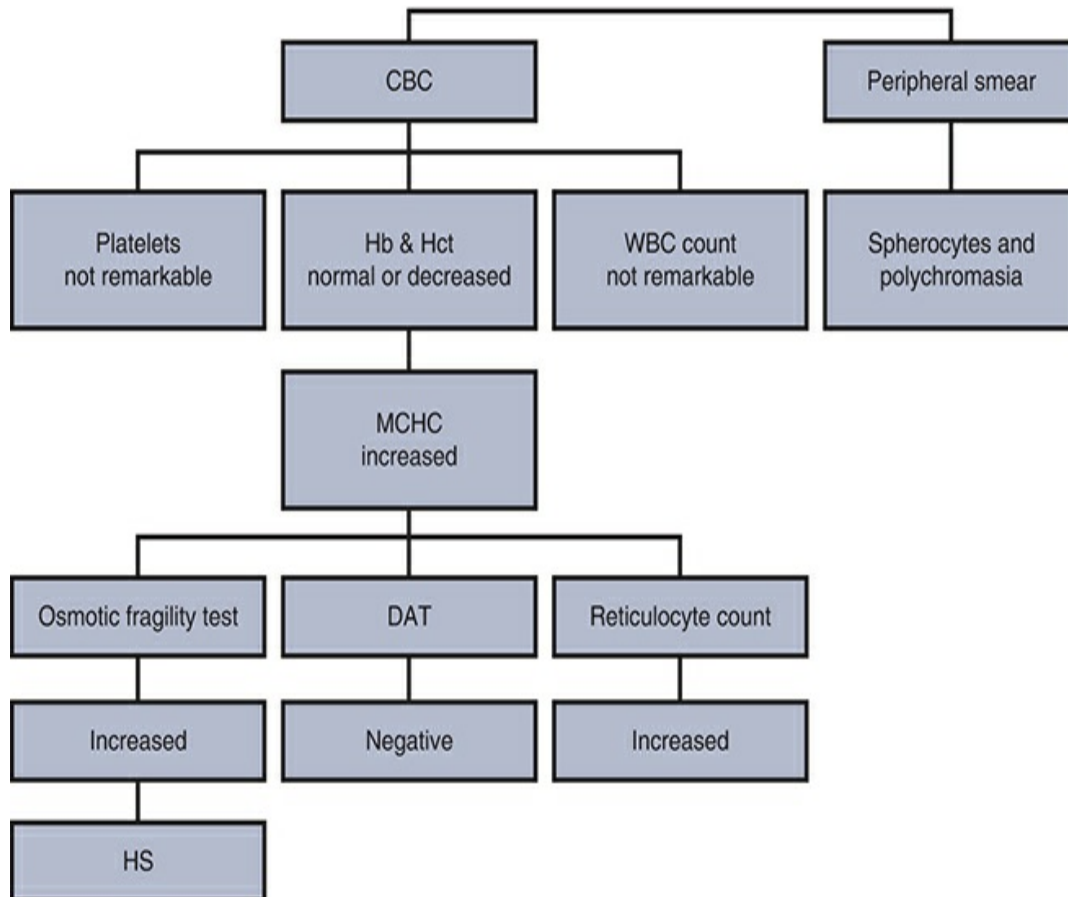 CBC
Peripheral smear
Platelets
not remarkable
Hb & Hct
normal or decreased
WBC count
not remarkable
Spherocytes and
polychromasia
MCHC
increased
Osmotic fragility test
DAT
Reticulocyte count
Increased
Negative
Increased
HS